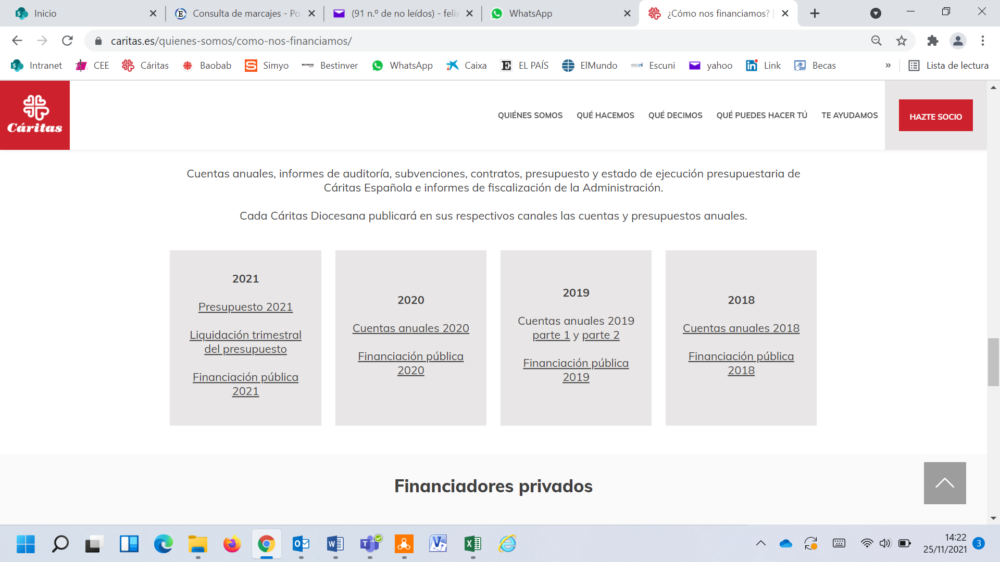 Inicio
Consulta de marcajes - Po
(91 n.º de no leídos) - feli
WhatsApp
¿Cómo nos financiamos? |
caritas.es/quienes-somos/como-nos-financiamos/
Intranet
CEE
Cáritas
Baobab
Simyo
Bestinver
WhatsApp
Caixa
EL PAÍS
ElMundo
Escuni
yahoo
Link
Becas
»
Lista de lectura
Cáritas
QUIÉNES SOMOS
QUÉ HACEMOS
QUÉ DECIMOS
QUÉ PUEDES HACER TÚ
TE AYUDAMOS
HAZTE SOCIO
Cuentas anuales, informes de auditoría, subvenciones, contratos, presupuesto y estado de ejecución presupuestaria de
Cáritas Española e informes de fiscalización de la Administración.
Cada Cáritas Diocesana publicará en sus respectivos canales las cuentas y presupuestos anuales.
2021
Presupuesto 2021
Liquidación trimestral
del presupuesto
Financiación pública
2021
2020
Cuentas anuales 2020
Financiación pública
2020
2019
Cuentas anuales 2019
parte 1 y parte 2
Financiación pública
2019
2018
Cuentas anuales 2018
Financiación pública
2018
Financiadores privados
14:22
25/11/2021
3